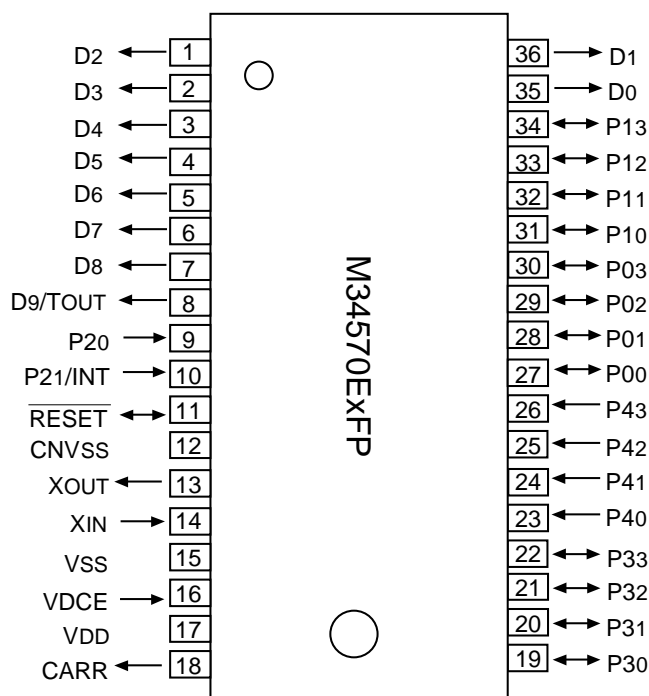 D2 1 36 D1
D3 2 35 D0
D4 3 34 P13
D5 4 33 P12
D6 5 32 P11
D7 6 31 P10
D8 7 30 P03
D9/TOUT 8 29 P02
P20 9 28 P01
P21/INT 10 27 P00
RESET 11 26 P43
CNVSS 12 25 P42
XOUT 13 24 P41
XIN 14 23 P40
VSS 15 22 P33
VDCE 16 21 P32
VDD 17 20 P31
CARR 18 19 P30
M34570ExFP